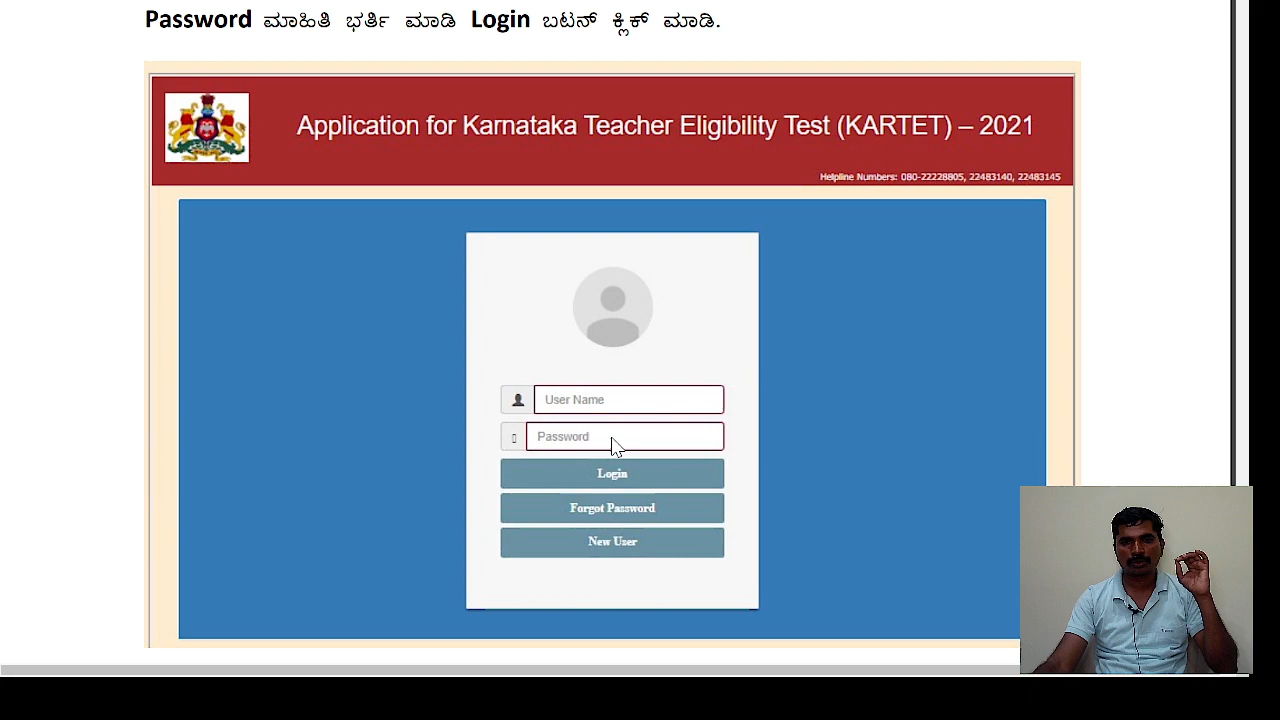 Password ಮಾಹಿತಿ ಭರ್ತಿ ಮಾಡಿ Login ಬಟನ್ ಕ್ಲಿಕ್ ಮಾಡಿ.
Application for Karnataka Teacher Eligibility Test (KARTET) – 2021
Helpline Numbers: 080-22228805, 22483140, 22483145
User Name
Password
Login
Forgot Password
New User